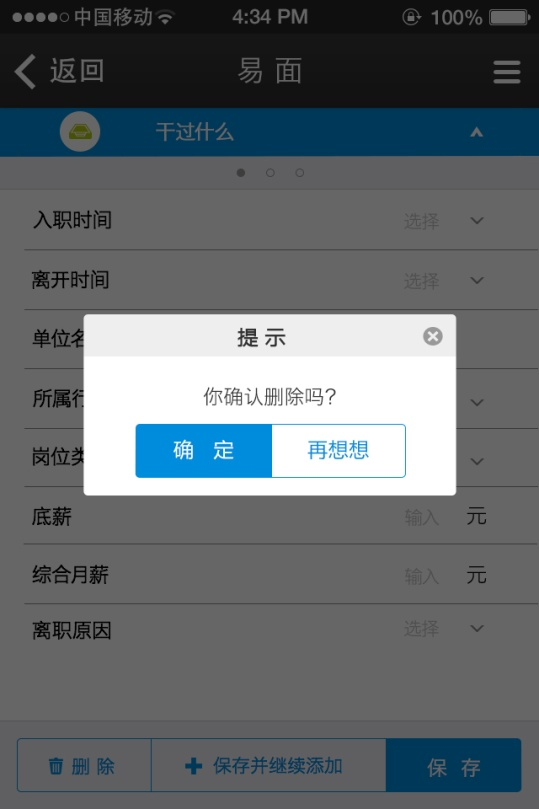 中国移动 4:34 PM 100%
返回 易面
干过什么
入职时间 选择
离开时间 选择
单位名
所属行
岗位类
提示
你确认删除吗?
确定 再想想
底薪 输入 元
综合月薪 输入 元
离职原因 选择
删除 保存并继续添加 保存